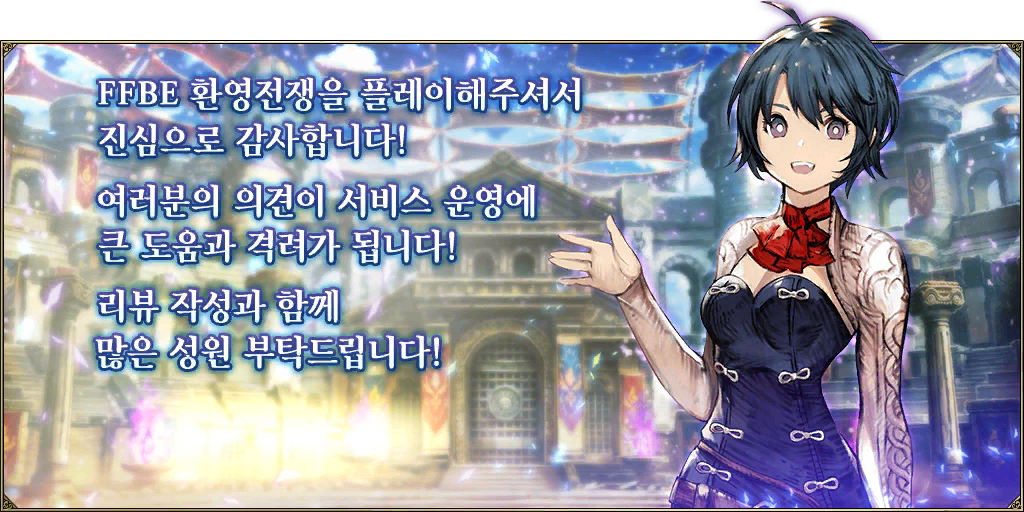 FFBE 환영전쟁을 플레이해주셔서
진심으로 감사합니다!
여러분의 의견이 서비스 운영에
큰 도움과 격려가 됩니다!
리뷰 작성과 함께
많은 성원 부탁드립니다!